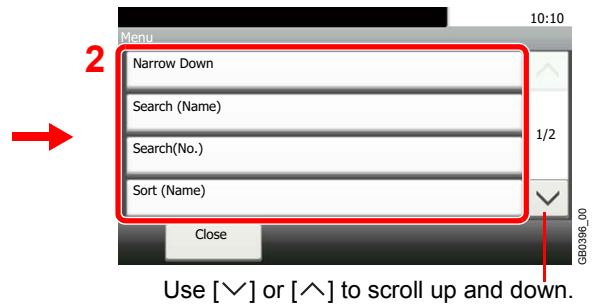 10:10
Menu
2
Narrow Down
Search (Name)
1/2
Search(No.)
Sort (Name)
Close
GB0396_00
Use [∨] or [∧] to scroll up and down.